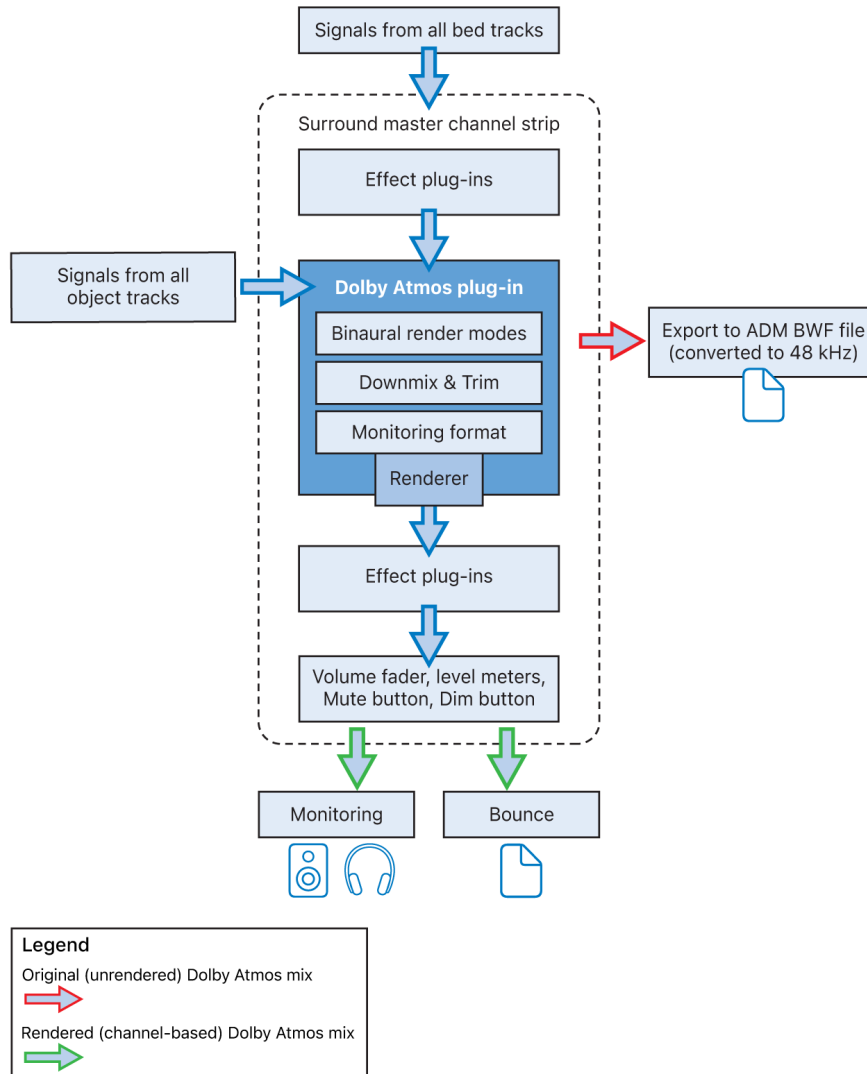 Signals from all bed tracks
Surround master channel strip
Effect plug-ins
Signals from all
object tracks
Dolby Atmos plug-in
Binaural render modes
Downmix & Trim
Monitoring format
Renderer
Export to ADM BWF file
(converted to 48 kHz)
Effect plug-ins
Volume fader, level meters,
Mute button, Dim button
Monitoring
Bounce
Legend
Original (unrendered) Dolby Atmos mix
Rendered (channel-based) Dolby Atmos mix